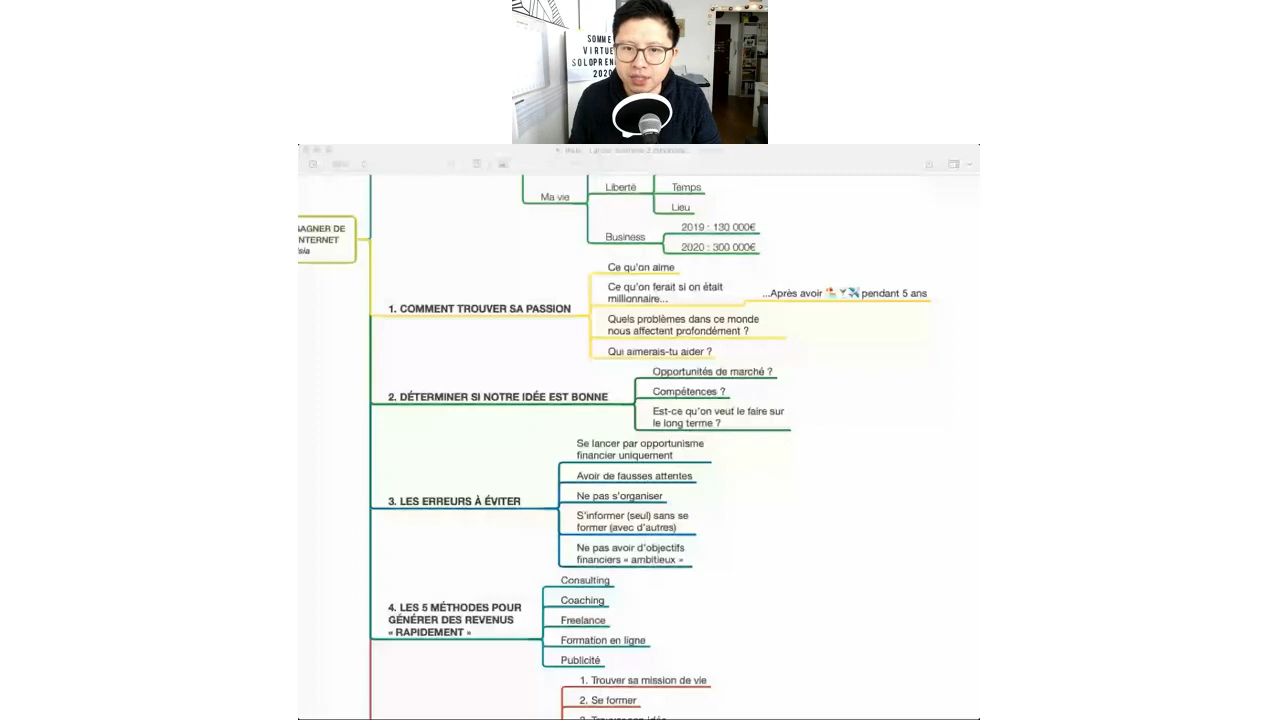 SOMME
VIRTUE
SOLOPREN
2020
Ma vie
Liberté
Temps
Lieu
Business
2019 : 130 000€
2020 : 300 000€
GAGNER DE
INTERNET
1. COMMENT TROUVER SA PASSION
Ce qu'on aime
Ce qu'on ferait si on était
millionnaire...
...Après avoir 🏖️🍸✈️ pendant 5 ans
Quels problèmes dans ce monde
nous affectent profondément ?
Qui aimerais-tu aider ?
2. DÉTERMINER SI NOTRE IDÉE EST BONNE
Opportunités de marché ?
Compétences ?
Est-ce qu'on veut le faire sur
le long terme ?
3. LES ERREURS À ÉVITER
Se lancer par opportunisme
financier uniquement
Avoir de fausses attentes
Ne pas s'organiser
S'informer (seul) sans se
former (avec d'autres)
Ne pas avoir d'objectifs
financiers « ambitieux »
4. LES 5 MÉTHODES POUR
GÉNÉRER DES REVENUS
« RAPIDEMENT »
Consulting
Coaching
Freelance
Formation en ligne
Publicité
1. Trouver sa mission de vie
2. Se former